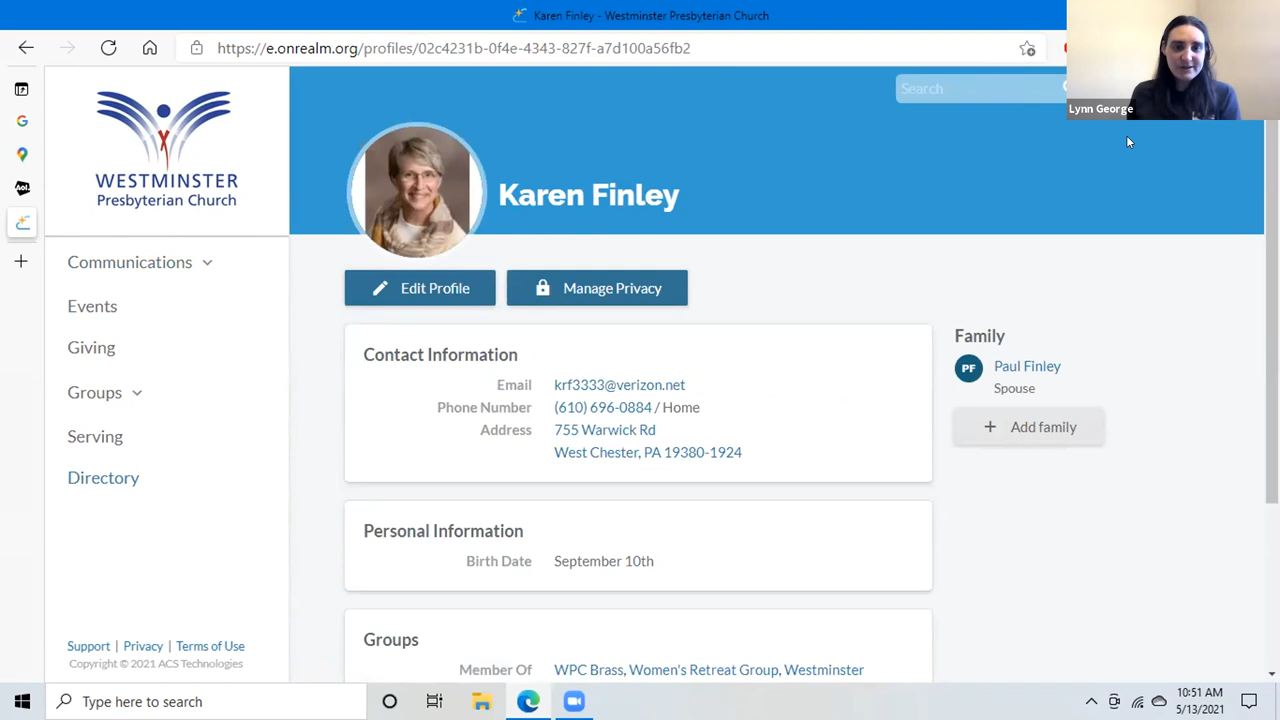 Karen Finley - Westminster Presbyterian Church
https://e.onrealm.org/profiles/02c4231b-0f4e-4343-827f-a7d100a56fb2
Search
Lynn George
WESTMINSTER
Presbyterian Church
Karen Finley
Communications
Events
Giving
Groups
Serving
Directory
Edit Profile
Manage Privacy
Contact Information
Email krf3333@verizon.net
Phone Number (610) 696-0884 / Home
Address 755 Warwick Rd
West Chester, PA 19380-1924
Family
PF Paul Finley
Spouse
+ Add family
Personal Information
Birth Date September 10th
Groups
Member Of WPC Brass, Women's Retreat Group, Westminster
Support | Privacy | Terms of Use
Copyright © 2021 ACS Technologies
Aol.
G
Type here to search
10:51 AM
5/13/2021